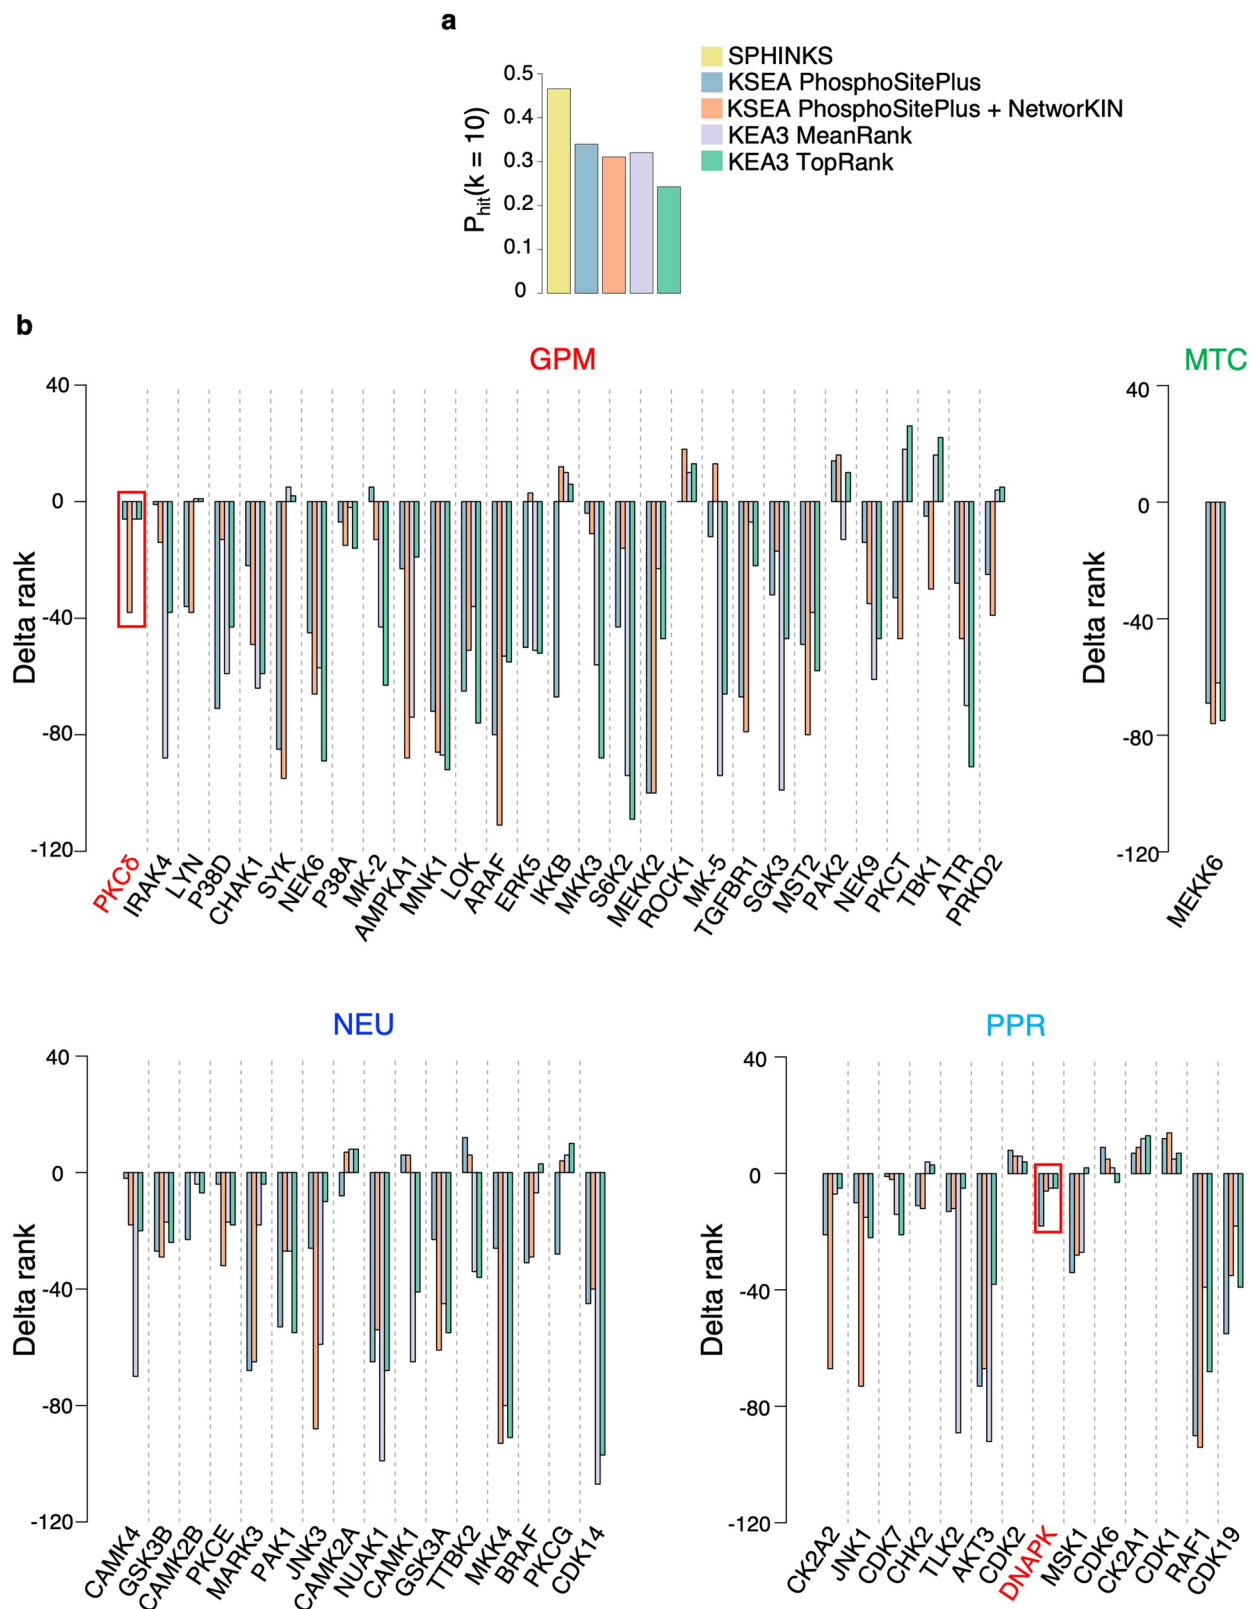 a
SPHINKS
KSEA PhosphoSitePlus
KSEA PhosphoSitePlus + NetworKIN
KEA3 MeanRank
KEA3 TopRank
Phit(k = 10)
0.5
0.4
0.3
0.2
0.1
0
b
GPM
Delta rank
40
0
-40
-80
-120
PKCδ
IRAK4
LYN
P38D
CHAK1
SYK
NEK6
P38A
MK-2
AMPKA1
MNK1
LOK
ARAF
ERK5
IKKB
MKK3
S6K2
MEKK2
ROCK1
MK-5
TGFBR1
SGK3
MST2
PAK2
NEK9
PKCT
TBK1
ATR
PRKD2
MTC
Delta rank
40
0
-40
-80
-120
MEKK6
NEU
Delta rank
40
0
-40
-80
-120
CAMK4
GSK3B
CAMK2B
PKCE
MARK3
PAK1
JNK3
CAMK2A
NUAK1
CAMK1
GSK3A
TTBK2
MKK4
BRAF
PKCG
CDK14
PPR
Delta rank
40
0
-40
-80
-120
CK2A2
JNK1
CDK7
CHK2
TLK2
AKT3
CDK2
DNAPK
MSK1
CDK6
CK2A1
CDK1
RAF1
CDK19